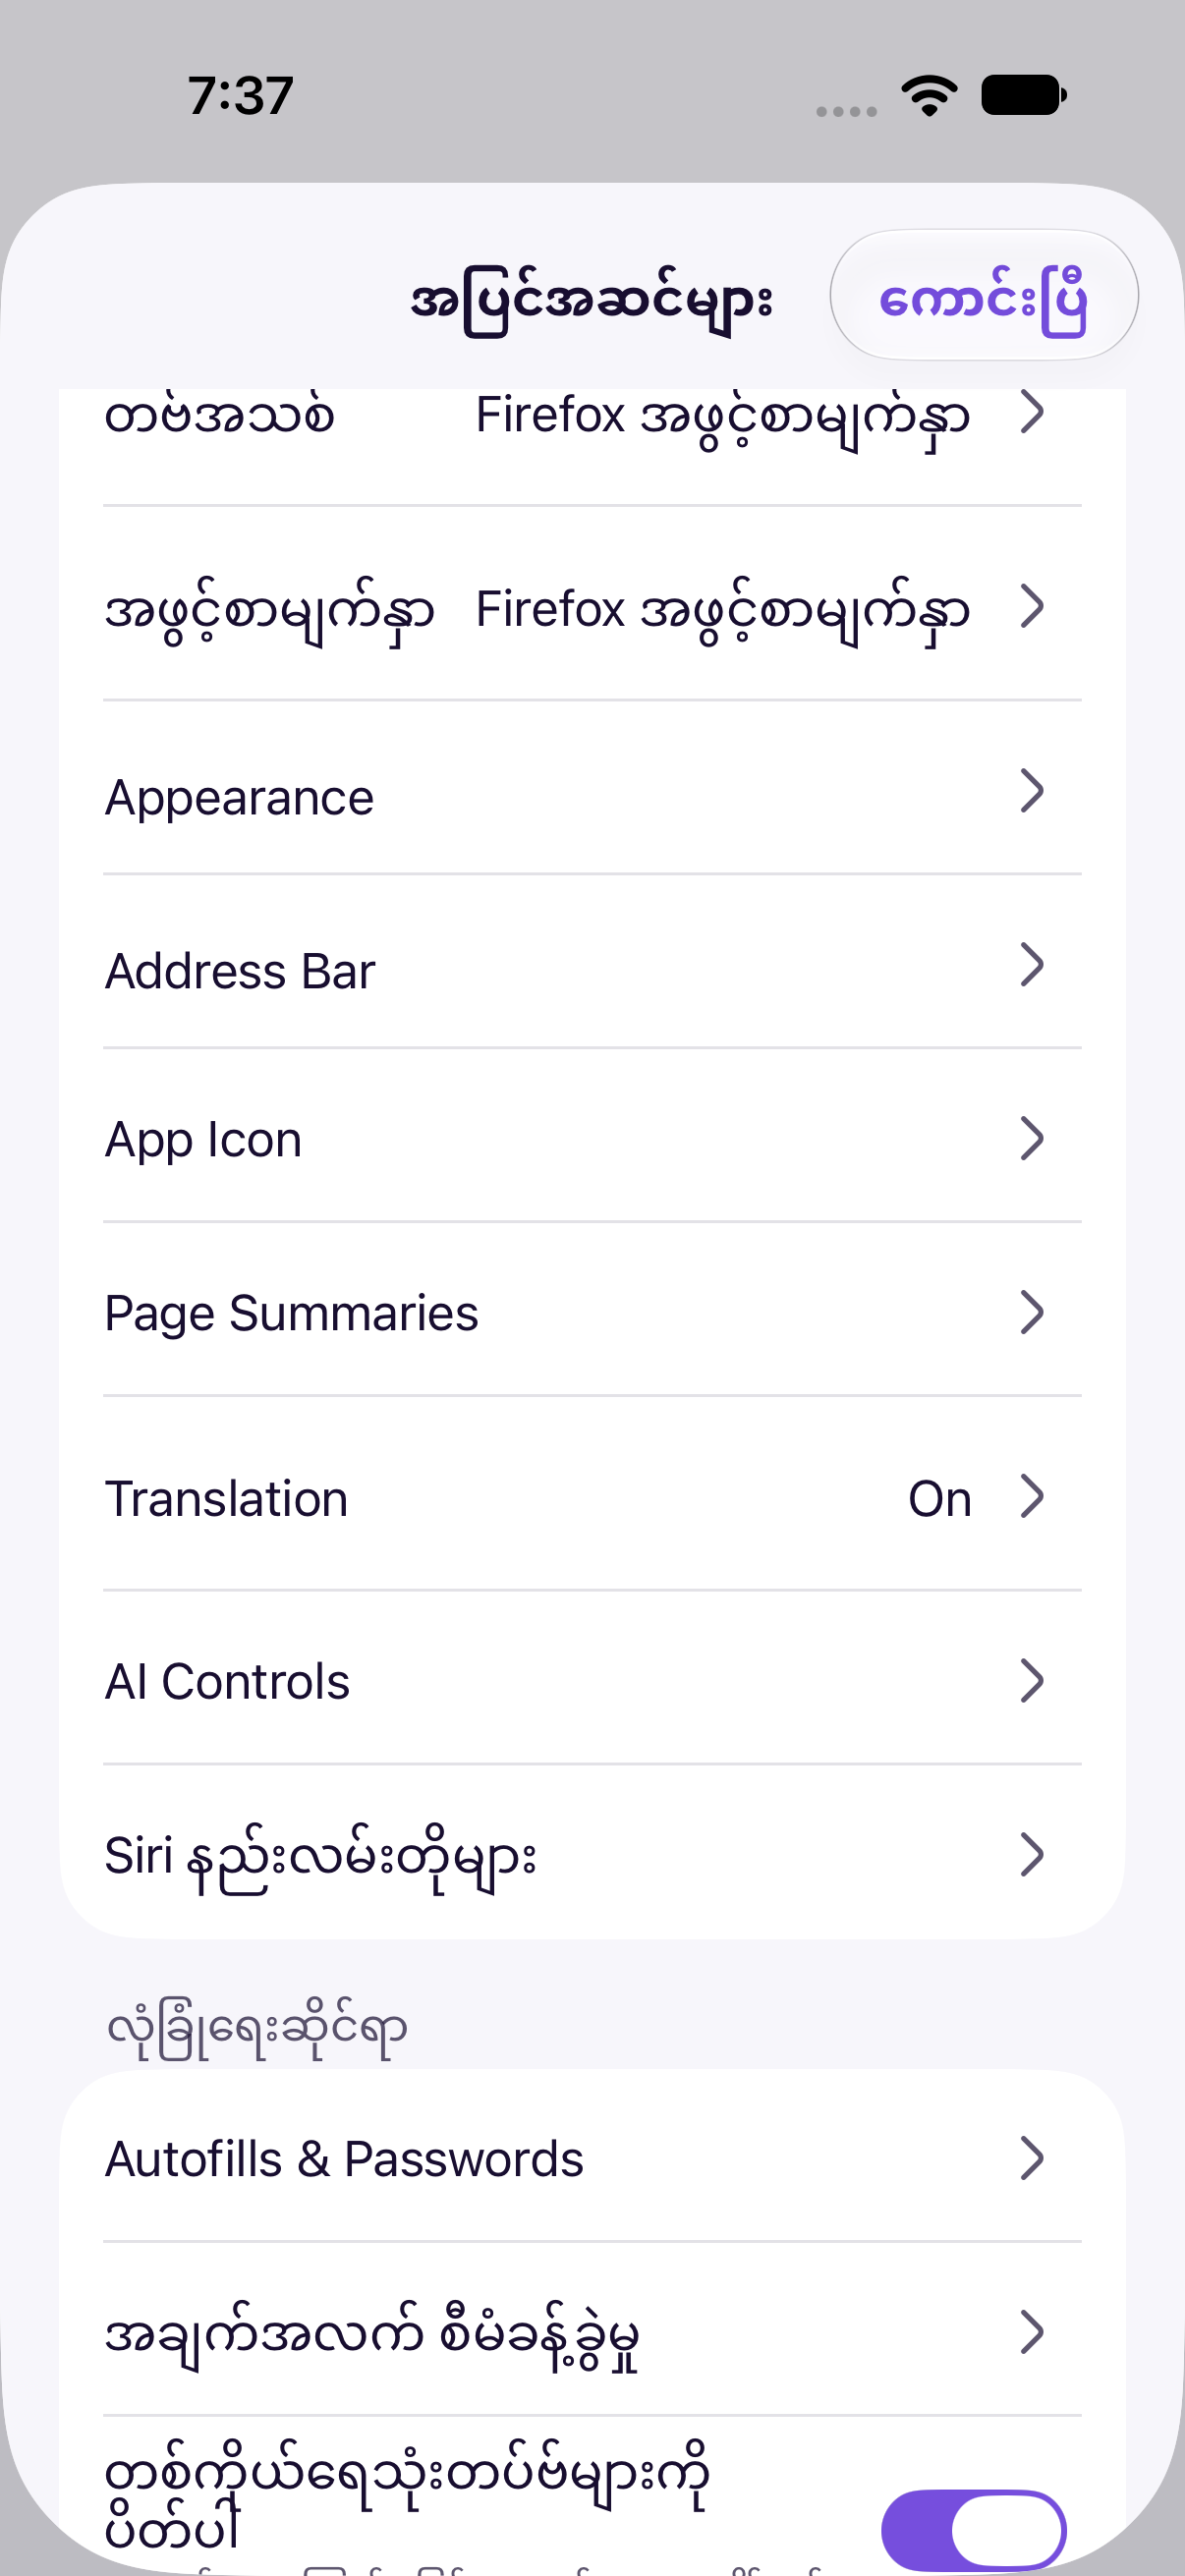 7:37
အပြင်အဆင်များ
ကောင်းပြီ
တဗ်အသစ်
Firefox အဖွင့်စာမျက်နှာ
အဖွင့်စာမျက်နှာ
Firefox အဖွင့်စာမျက်နှာ
Appearance
Address Bar
App Icon
Page Summaries
Translation
On
AI Controls
Siri နည်းလမ်းတိုများ
လုံခြုံရေးဆိုင်ရာ
Autofills & Passwords
အချက်အလက် စီမံခန့်ခွဲမှု
တစ်ကိုယ်ရေသုံးတပ်ဗ်များကို
ပိတ်ပါ